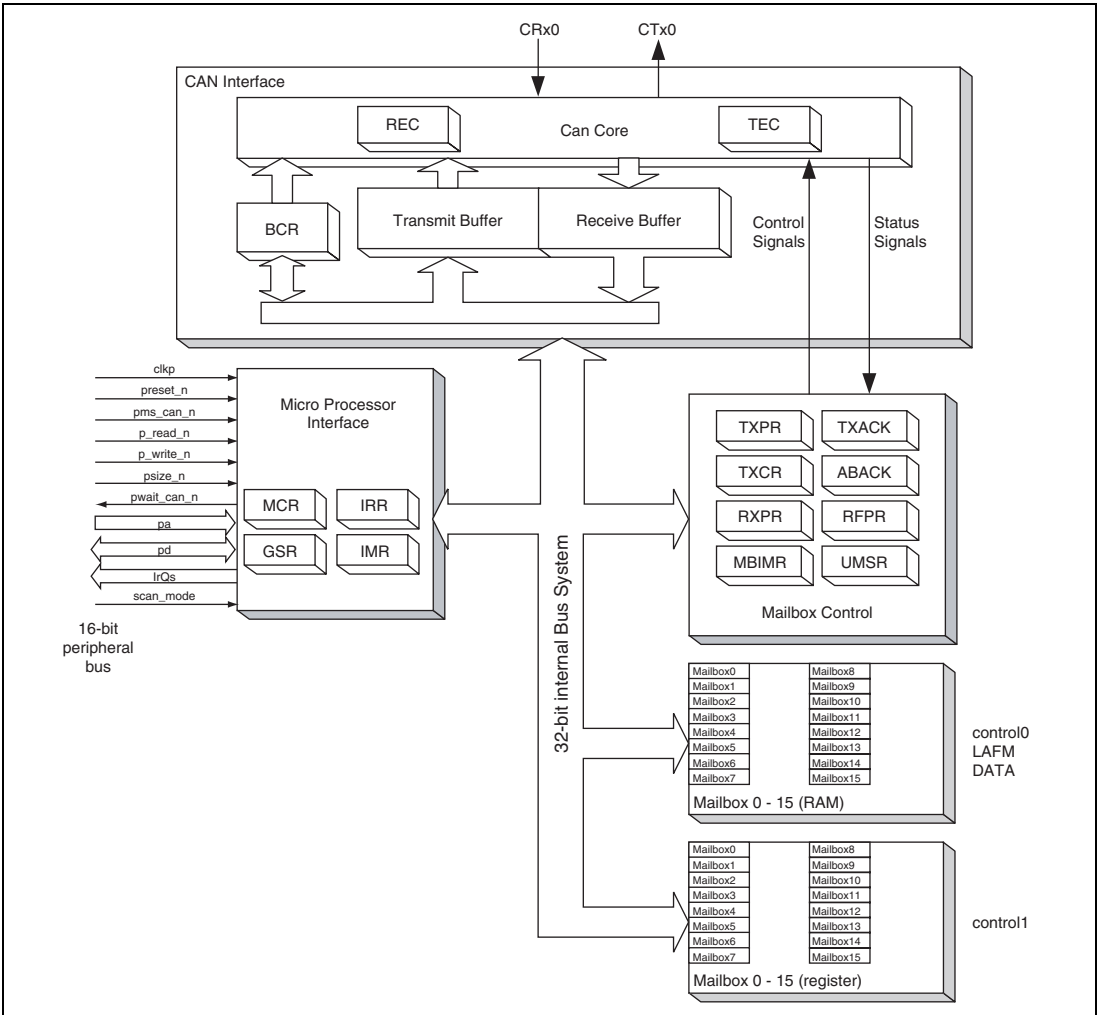 CRx0
CTx0
CAN Interface
REC
Can Core
TEC
BCR
Transmit Buffer
Receive Buffer
Control
Signals
Status
Signals
clkp
preset_n
pms_can_n
p_read_n
p_write_n
psize_n
pwait_can_n
pa
pd
IrQs
scan_mode
16-bit
peripheral
bus
Micro Processor
Interface
MCR
IRR
GSR
IMR
32-bit internal Bus System
TXPR
TXACK
TXCR
ABACK
RXPR
RFPR
MBIMR
UMSR
Mailbox Control
Mailbox0
Mailbox1
Mailbox2
Mailbox3
Mailbox4
Mailbox5
Mailbox6
Mailbox7
Mailbox8
Mailbox9
Mailbox10
Mailbox11
Mailbox12
Mailbox13
Mailbox14
Mailbox15
Mailbox 0 - 15 (RAM)
control0
LAFM
DATA
Mailbox0
Mailbox1
Mailbox2
Mailbox3
Mailbox4
Mailbox5
Mailbox6
Mailbox7
Mailbox8
Mailbox9
Mailbox10
Mailbox11
Mailbox12
Mailbox13
Mailbox14
Mailbox15
Mailbox 0 - 15 (register)
control1